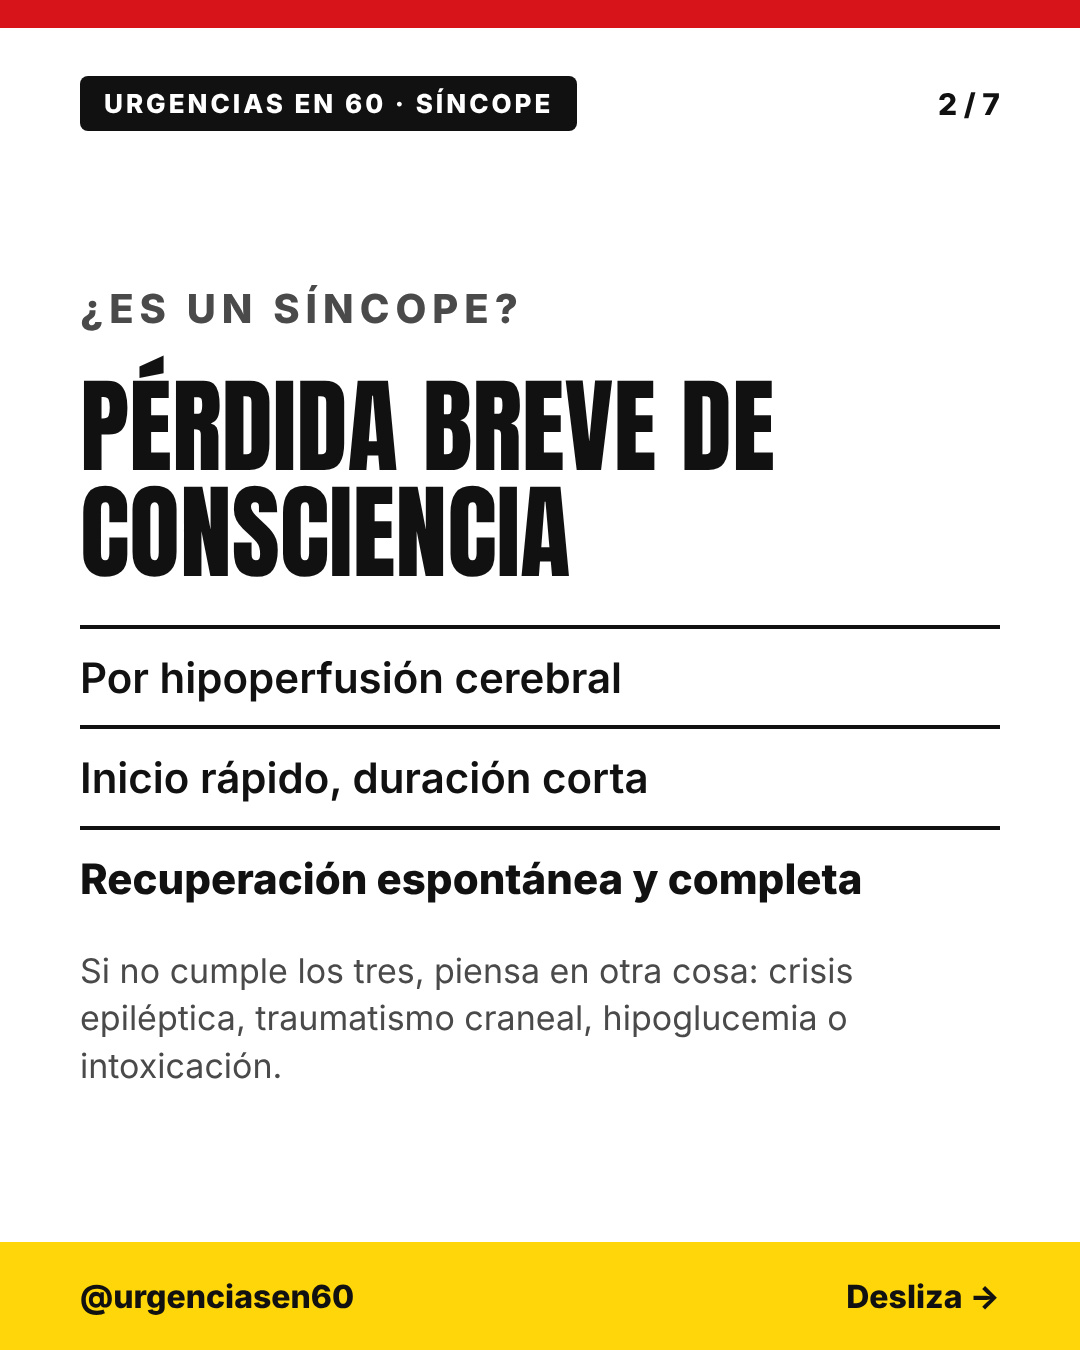 URGENCIAS EN 60 · SÍNCOPE
2 / 7
¿ES UN SÍNCOPE?
PÉRDIDA BREVE DE
CONSCIENCIA
Por hipoperfusión cerebral
Inicio rápido, duración corta
Recuperación espontánea y completa
Si no cumple los tres, piensa en otra cosa: crisis
epiléptica, traumatismo craneal, hipoglucemia o
intoxicación.
@urgenciasen60
Desliza →